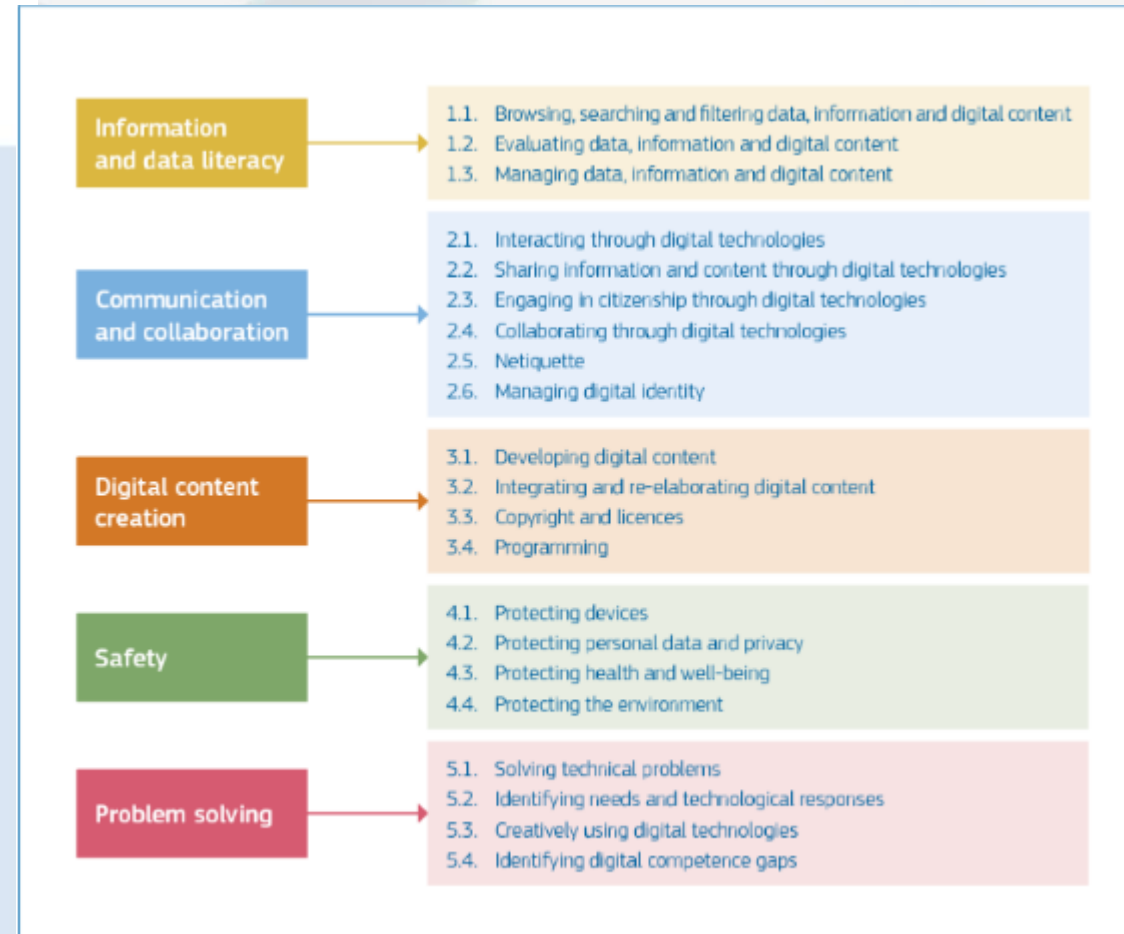 Information
and data literacy
1.1. Browsing, searching and filtering data, information and digital content
1.2. Evaluating data, information and digital content
1.3. Managing data, information and digital content
Communication
and collaboration
2.1. Interacting through digital technologies
2.2. Sharing information and content through digital technologies
2.3. Engaging in citizenship through digital technologies
2.4. Collaborating through digital technologies
2.5. Netiquette
2.6. Managing digital identity
Digital content
creation
3.1. Developing digital content
3.2. Integrating and re-elaborating digital content
3.3. Copyright and licences
3.4. Programming
Safety
4.1. Protecting devices
4.2. Protecting personal data and privacy
4.3. Protecting health and well-being
4.4. Protecting the environment
Problem solving
5.1. Solving technical problems
5.2. Identifying needs and technological responses
5.3. Creatively using digital technologies
5.4. Identifying digital competence gaps